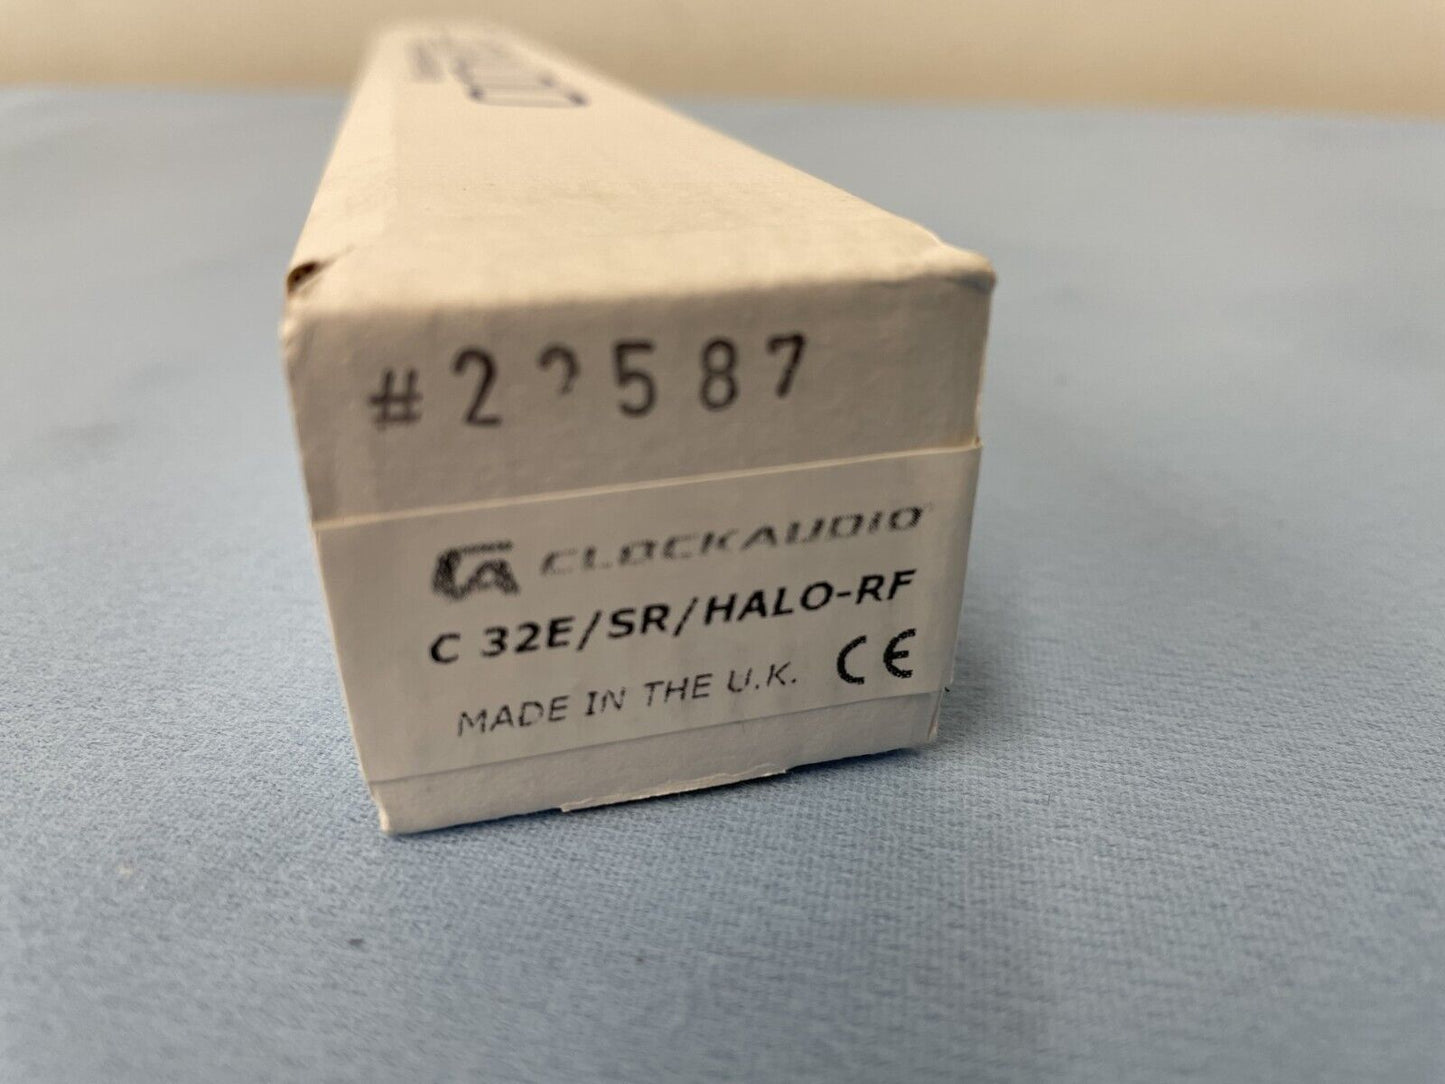 CLOCKAUDIO
C 32E/SR/HALO-RF
MADE IN THE U.K.
CE